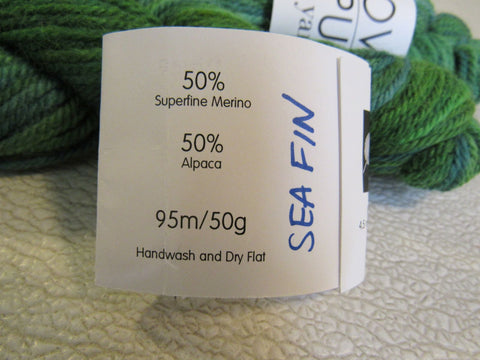 50%
Superfine Merino
50%
Alpaca
95m/50g
Handwash and Dry Flat
SEA FIN